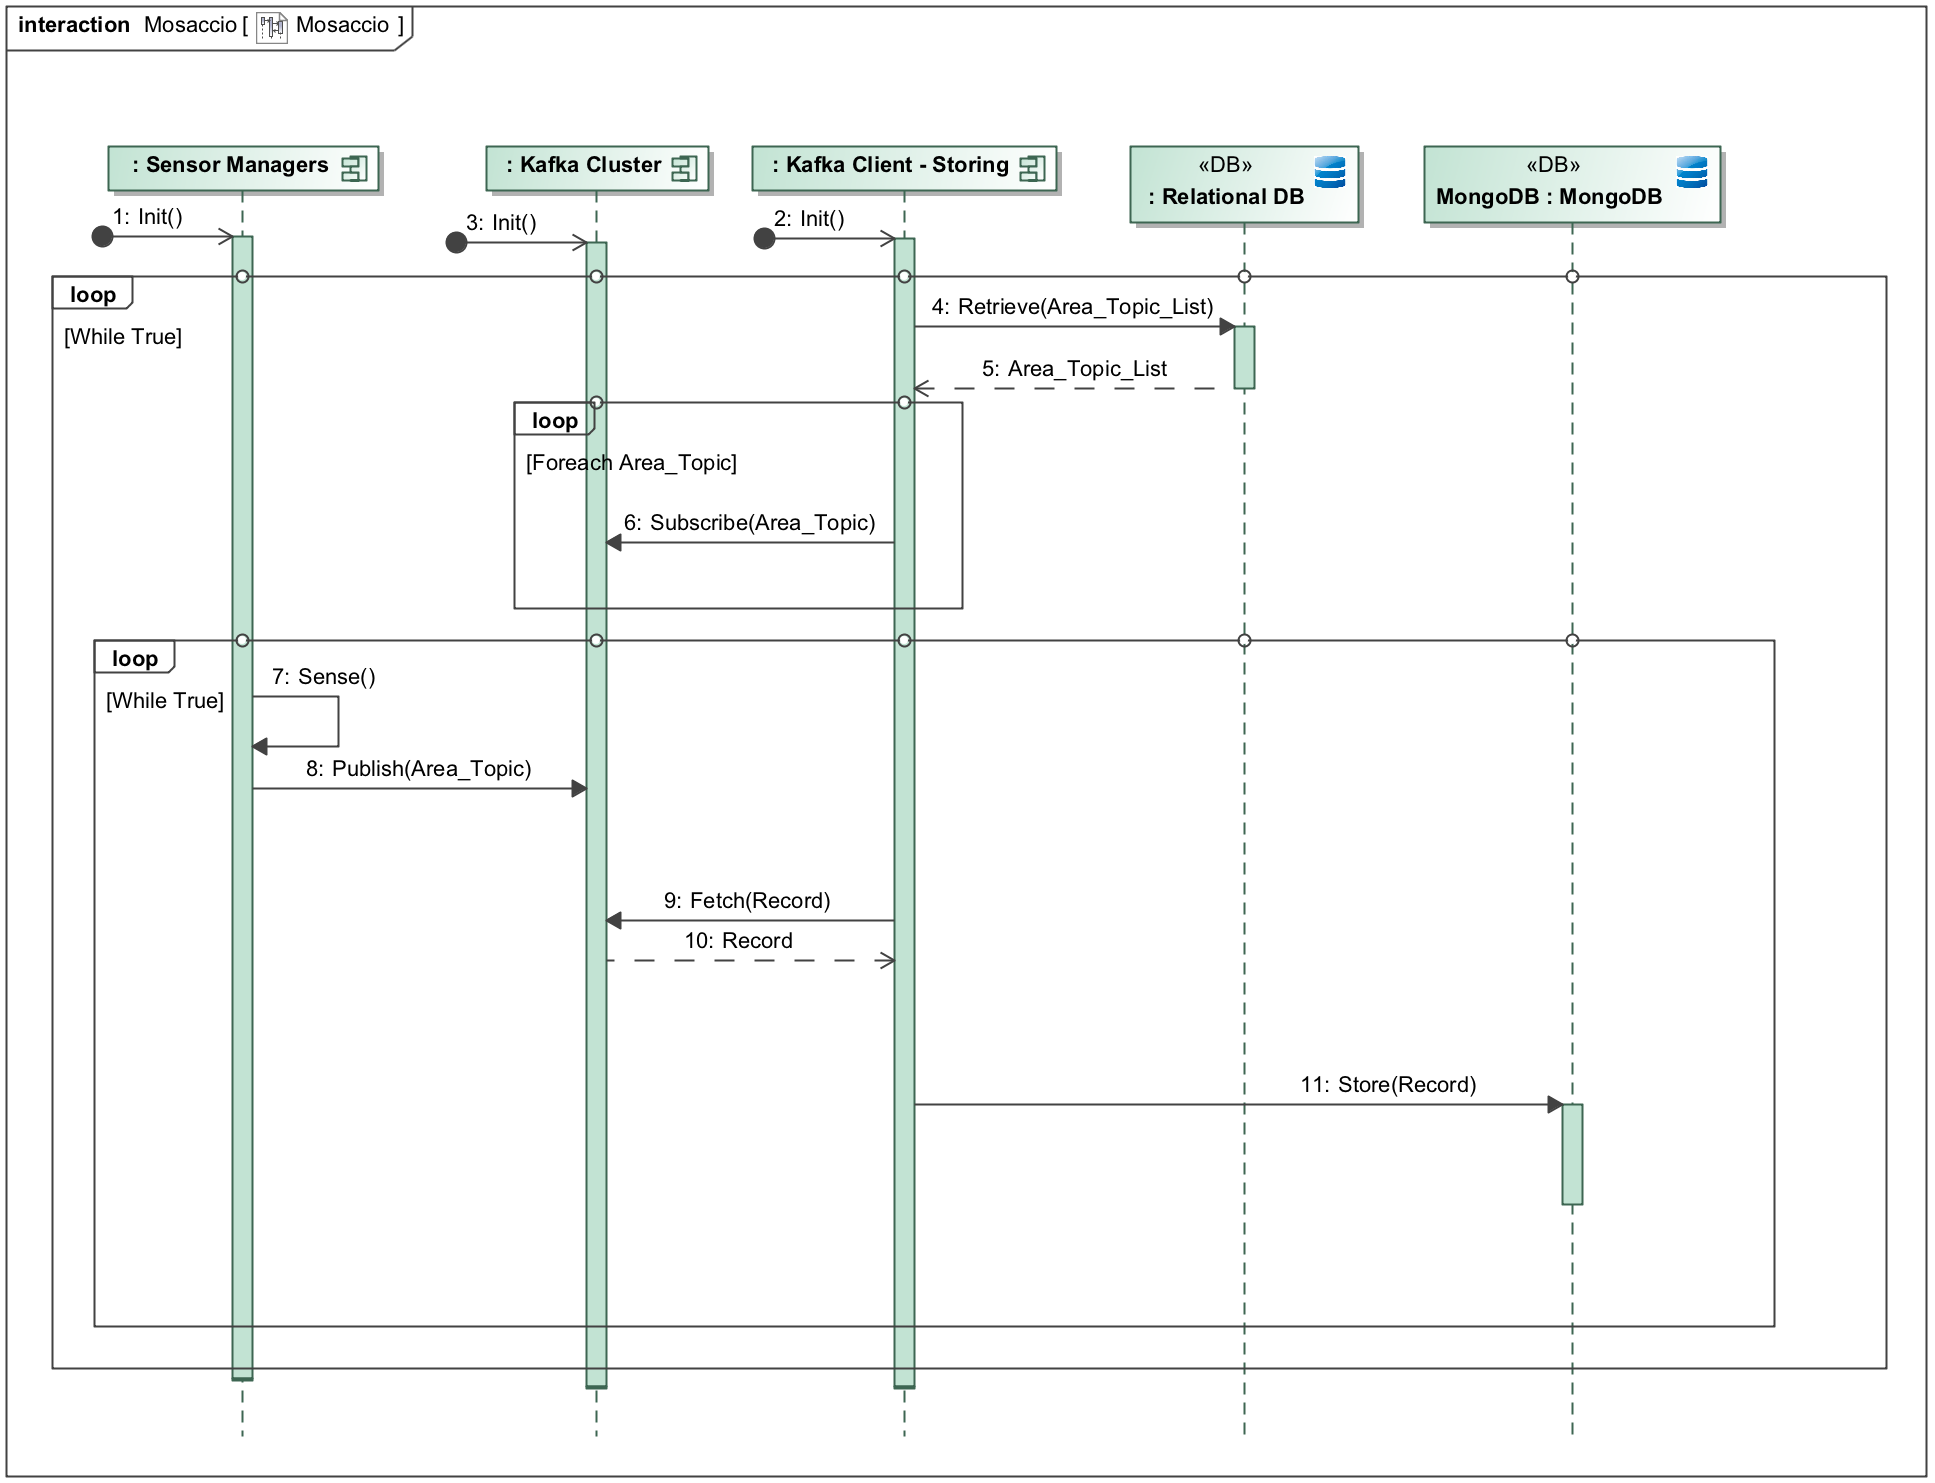 interaction Mosaccio [ Mosaccio ]
: Sensor Managers
: Kafka Cluster
: Kafka Client - Storing
«DB»
: Relational DB
«DB»
MongoDB : MongoDB
1: Init()
3: Init()
2: Init()
loop
[While True]
4: Retrieve(Area_Topic_List)
5: Area_Topic_List
loop
[Foreach Area_Topic]
6: Subscribe(Area_Topic)
loop
[While True]
7: Sense()
8: Publish(Area_Topic)
9: Fetch(Record)
10: Record
11: Store(Record)